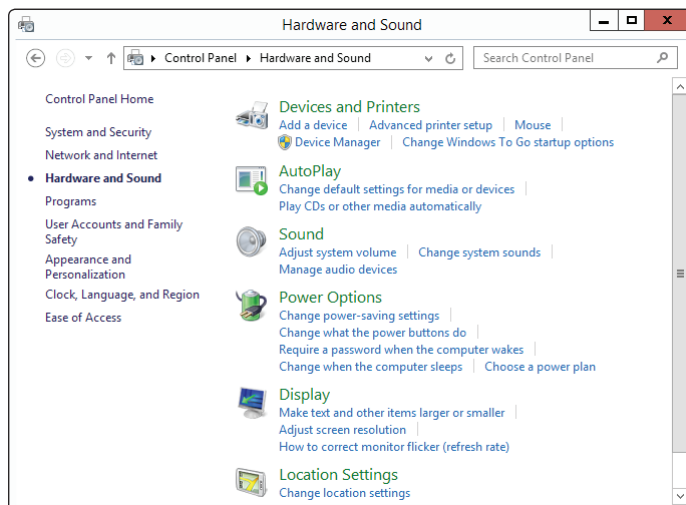 Hardware and Sound
Control Panel Hardware and Sound
Search Control Panel
Control Panel Home
System and Security
Network and Internet
Hardware and Sound
Programs
User Accounts and Family
Safety
Appearance and
Personalization
Clock, Language, and Region
Ease of Access
Devices and Printers
Add a device Advanced printer setup Mouse
Device Manager Change Windows To Go startup options
AutoPlay
Change default settings for media or devices
Play CDs or other media automatically
Sound
Adjust system volume Change system sounds
Manage audio devices
Power Options
Change power-saving settings
Change what the power buttons do
Require a password when the computer wakes
Change when the computer sleeps Choose a power plan
Display
Make text and other items larger or smaller
Adjust screen resolution
How to correct monitor flicker (refresh rate)
Location Settings
Change location settings